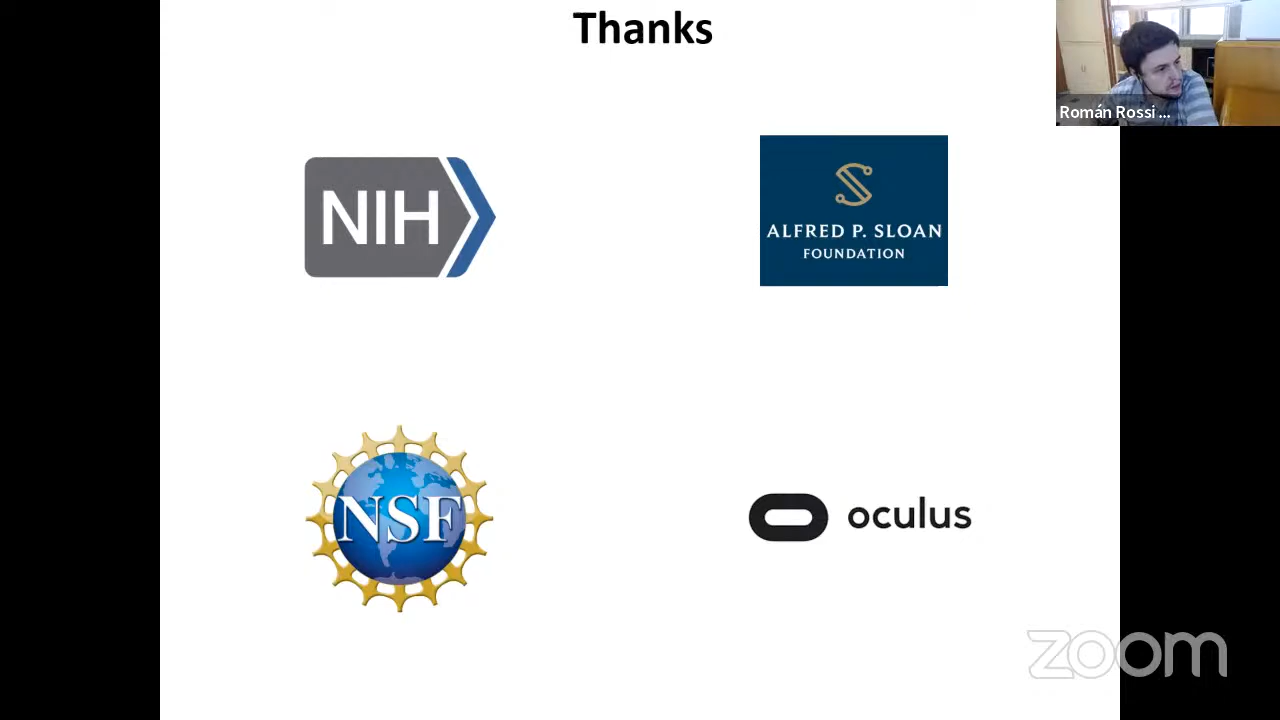 Thanks
Román Rossi ...
NIH
ALFRED P. SLOAN
FOUNDATION
NSF
oculus
zoom